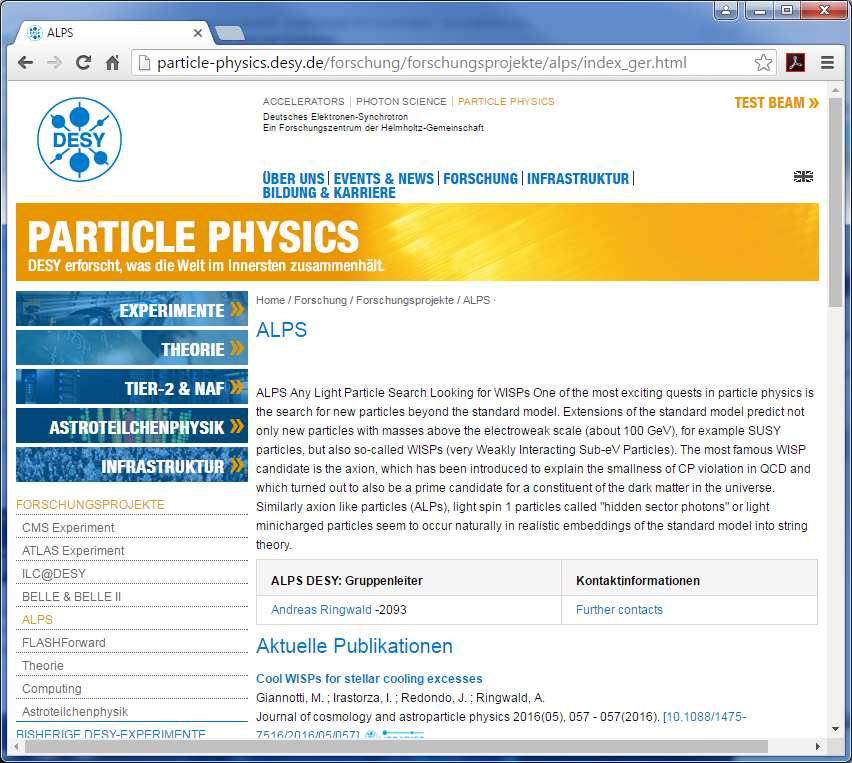 ALPS
particle-physics.desy.de/forschung/forschungsprojekte/alps/index_ger.html
DESY
ACCELERATORS | PHOTON SCIENCE | PARTICLE PHYSICS
Deutsches Elektronen-Synchrotron
Ein Forschungszentrum der Helmholtz-Gemeinschaft
TEST BEAM »
ÜBER UNS | EVENTS & NEWS | FORSCHUNG | INFRASTRUKTUR |
BILDUNG & KARRIERE
PARTICLE PHYSICS
DESY erforscht, was die Welt im Innersten zusammenhält.
EXPERIMENTE »
THEORIE »
TIER-2 & NAF »
ASTROTEILCHENPHYSIK »
INFRASTRUKTUR »
FORSCHUNGSPROJEKTE
CMS Experiment
ATLAS Experiment
ILC@DESY
BELLE & BELLE II
ALPS
FLASHForward
Theorie
Computing
Astroteilchenphysik
BISHERIGE DESY-EXPERIMENTE
Home / Forschung / Forschungsprojekte / ALPS ·
ALPS
ALPS Any Light Particle Search Looking for WISPs One of the most exciting quests in particle physics is
the search for new particles beyond the standard model. Extensions of the standard model predict not
only new particles with masses above the electroweak scale (about 100 GeV), for example SUSY
particles, but also so-called WISPs (very Weakly Interacting Sub-eV Particles). The most famous WISP
candidate is the axion, which has been introduced to explain the smallness of CP violation in QCD and
which turned out to also be a prime candidate for a constituent of the dark matter in the universe.
Similarly axion like particles (ALPs), light spin 1 particles called "hidden sector photons" or light
minicharged particles seem to occur naturally in realistic embeddings of the standard model into string
theory.
ALPS DESY: Gruppenleiter
Kontaktinformationen
Andreas Ringwald -2093
Further contacts
Aktuelle Publikationen
Cool WISPs for stellar cooling excesses
Giannotti, M. ; Irastorza, I. ; Redondo, J. ; Ringwald, A.
Journal of cosmology and astroparticle physics 2016(05), 057 - 057(2016). [10.1088/1475-
7516/2016/05/057]